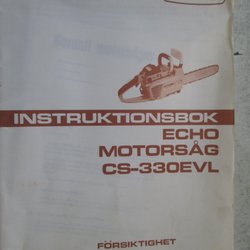 INSTRUKTIONSBOK
ECHO
MOTORSÅG
CS-330EVL
FÖRSIKTIGHET